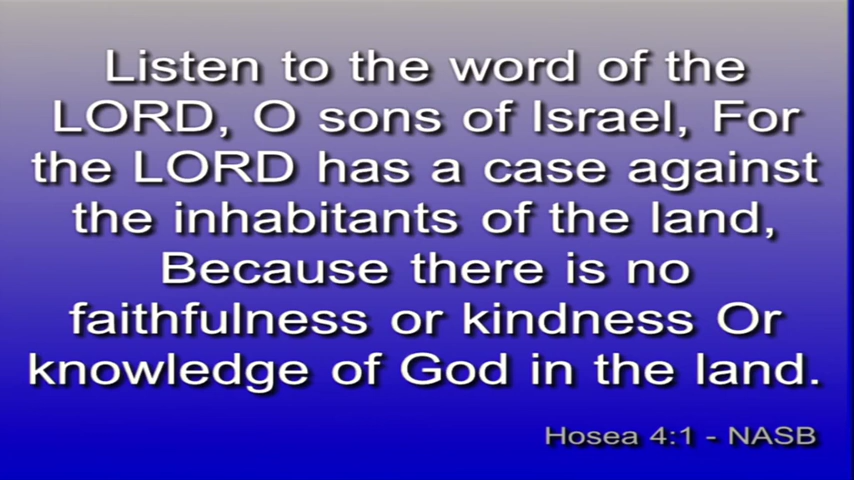 Listen to the word of the
LORD, O sons of Israel, For
the LORD has a case against
the inhabitants of the land,
Because there is no
faithfulness or kindness Or
knowledge of God in the land.
Hosea 4:1 - NASB